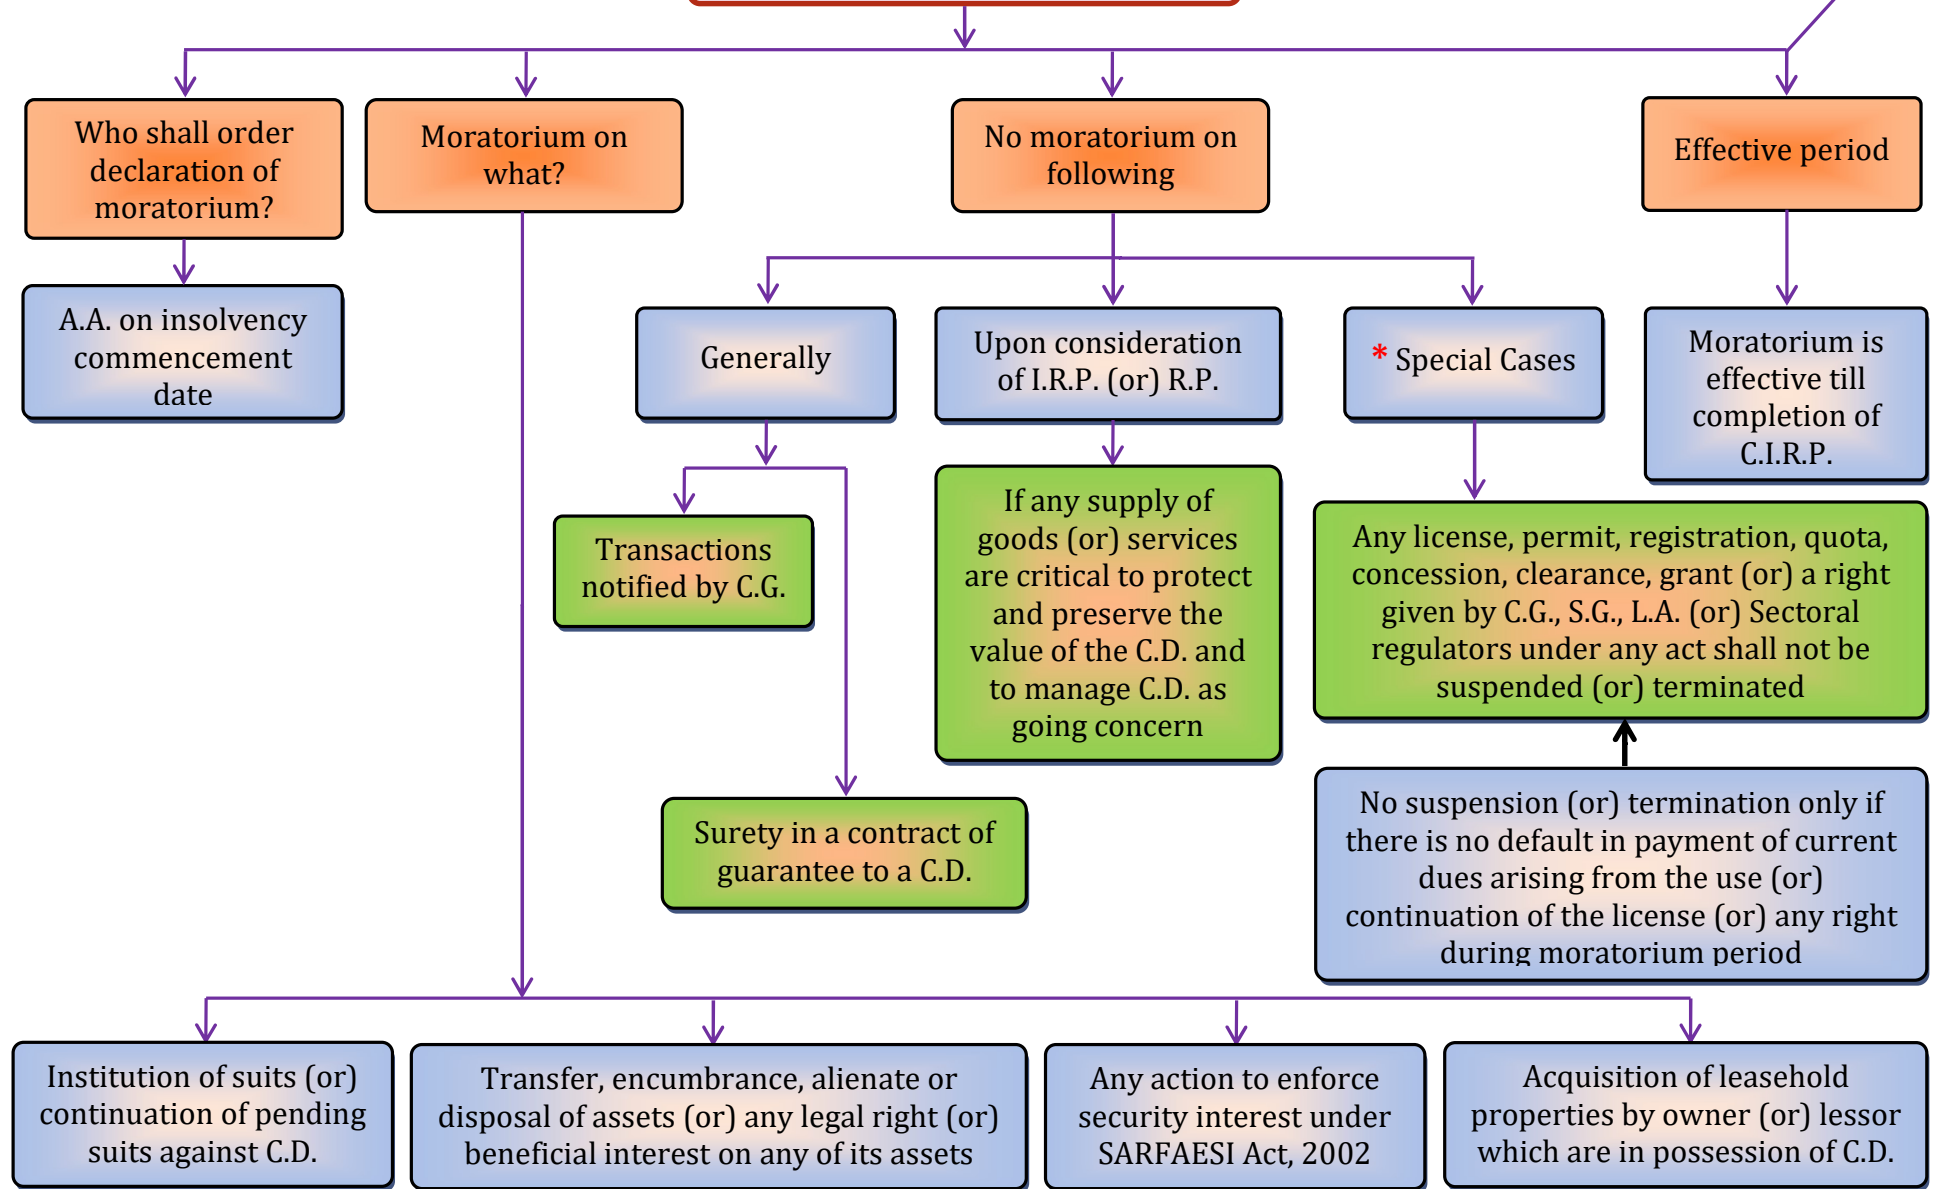 Who shall order
declaration of
moratorium?
Moratorium on
what?
No moratorium on
following
Effective period
A.A. on insolvency
commencement
date
Generally
Upon consideration
of I.R.P. (or) R.P.
* Special Cases
Moratorium is
effective till
completion of
C.I.R.P.
Transactions
notified by C.G.
If any supply of
goods (or) services
are critical to protect
and preserve the
value of the C.D. and
to manage C.D. as
going concern
Any license, permit, registration, quota,
concession, clearance, grant (or) a right
given by C.G., S.G., L.A. (or) Sectoral
regulators under any act shall not be
suspended (or) terminated
Surety in a contract of
guarantee to a C.D.
No suspension (or) termination only if
there is no default in payment of current
dues arising from the use (or)
continuation of the license (or) any right
during moratorium period
Institution of suits (or)
continuation of pending
suits against C.D.
Transfer, encumbrance, alienate or
disposal of assets (or) any legal right (or)
beneficial interest on any of its assets
Any action to enforce
security interest under
SARFAESI Act, 2002
Acquisition of leasehold
properties by owner (or) lessor
which are in possession of C.D.